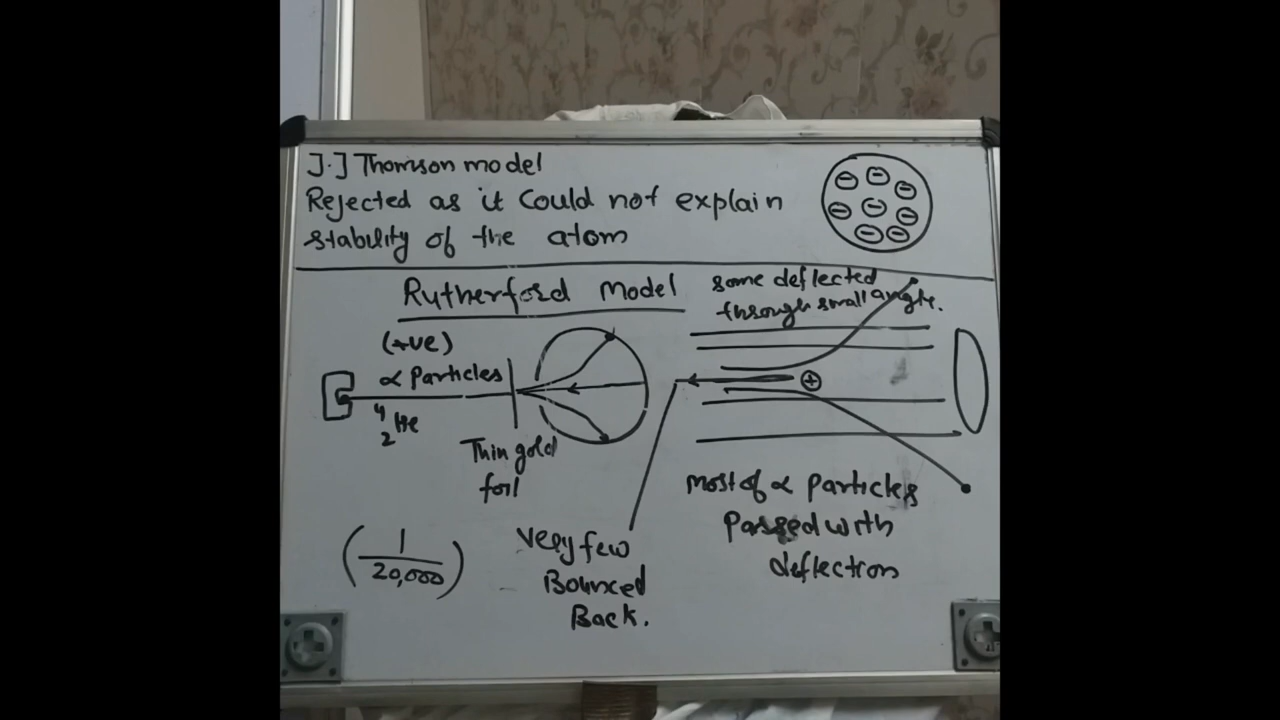 J.J Thomson model
Rejected as it Could not explain
stability of the atom
Rutherford Model
(+ve)
α Particles
4
2 He
Thin gold
foil
(1/20,000)
Very few
Bounced
Back.
some deflected
through small angle.
+
Most of α Particles
Passed with
deflection